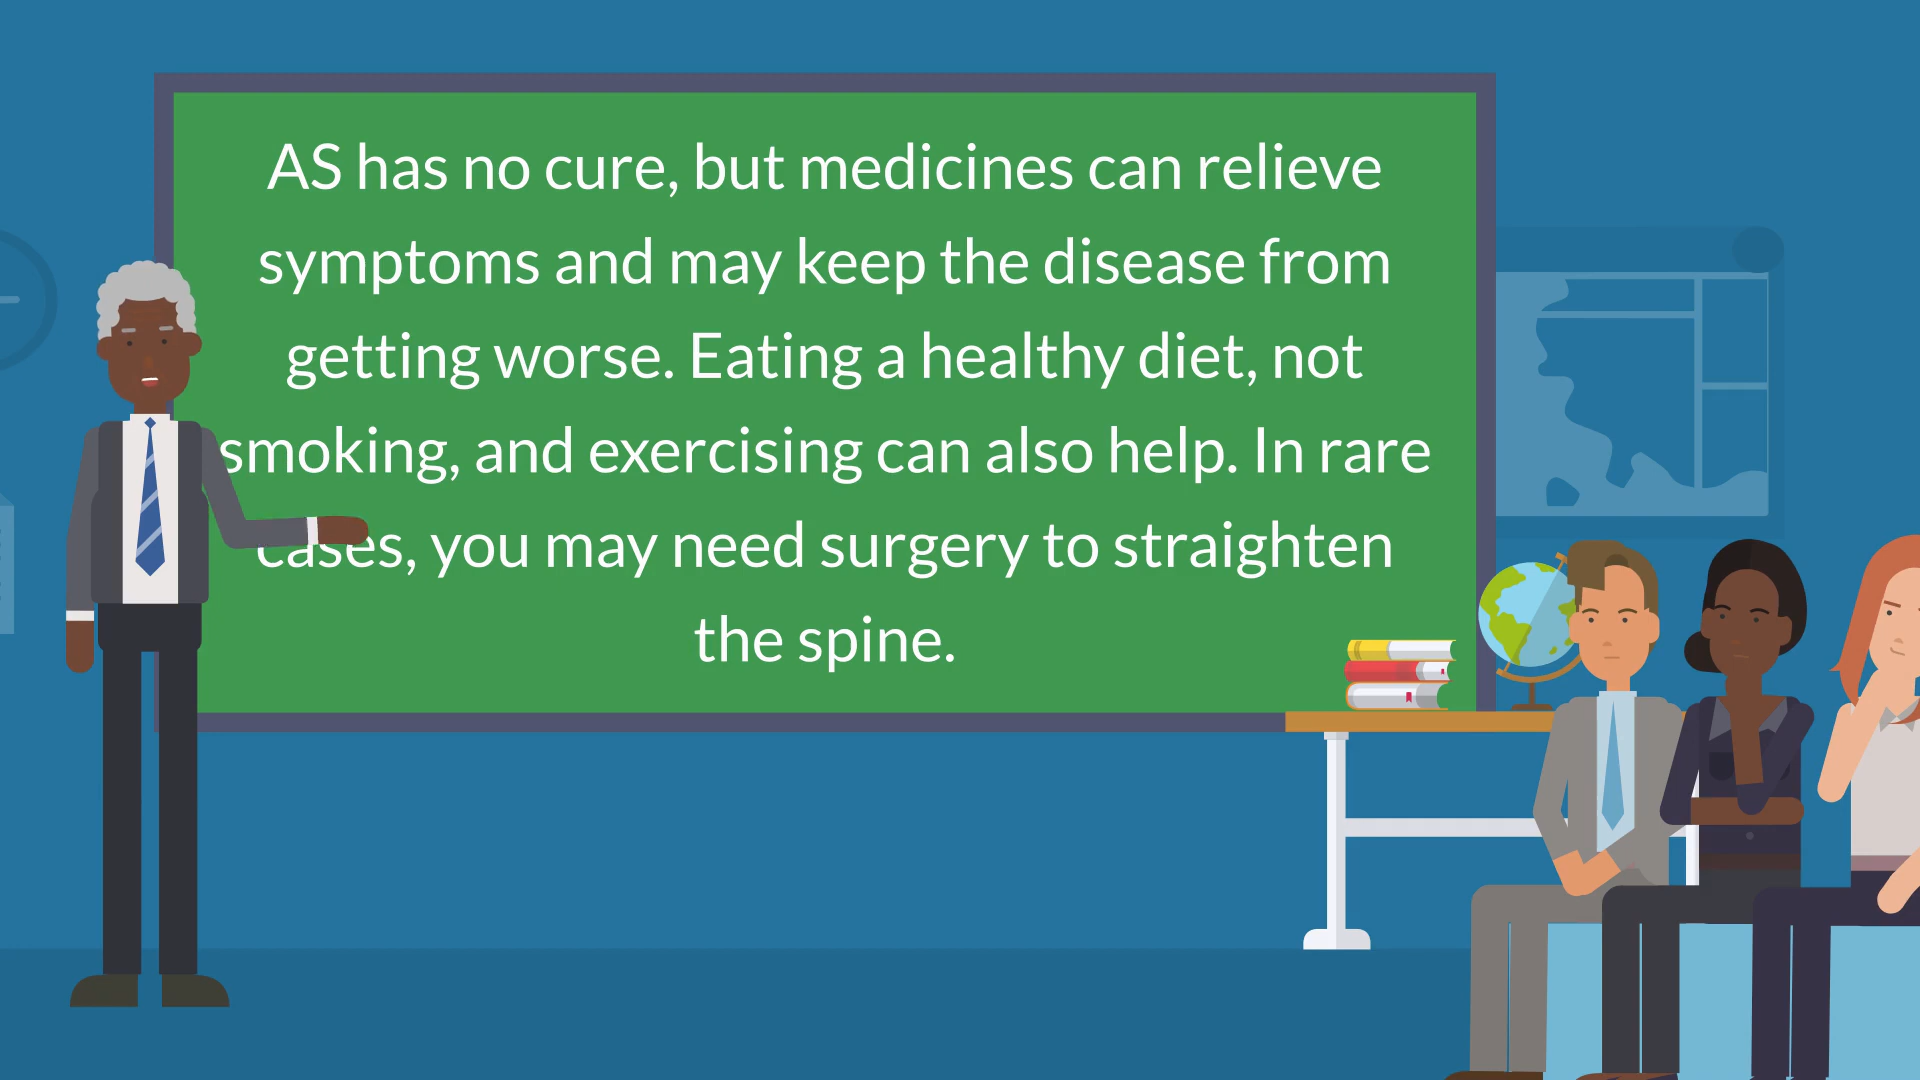 AS has no cure, but medicines can relieve
symptoms and may keep the disease from
getting worse. Eating a healthy diet, not
smoking, and exercising can also help. In rare
cases, you may need surgery to straighten
the spine.